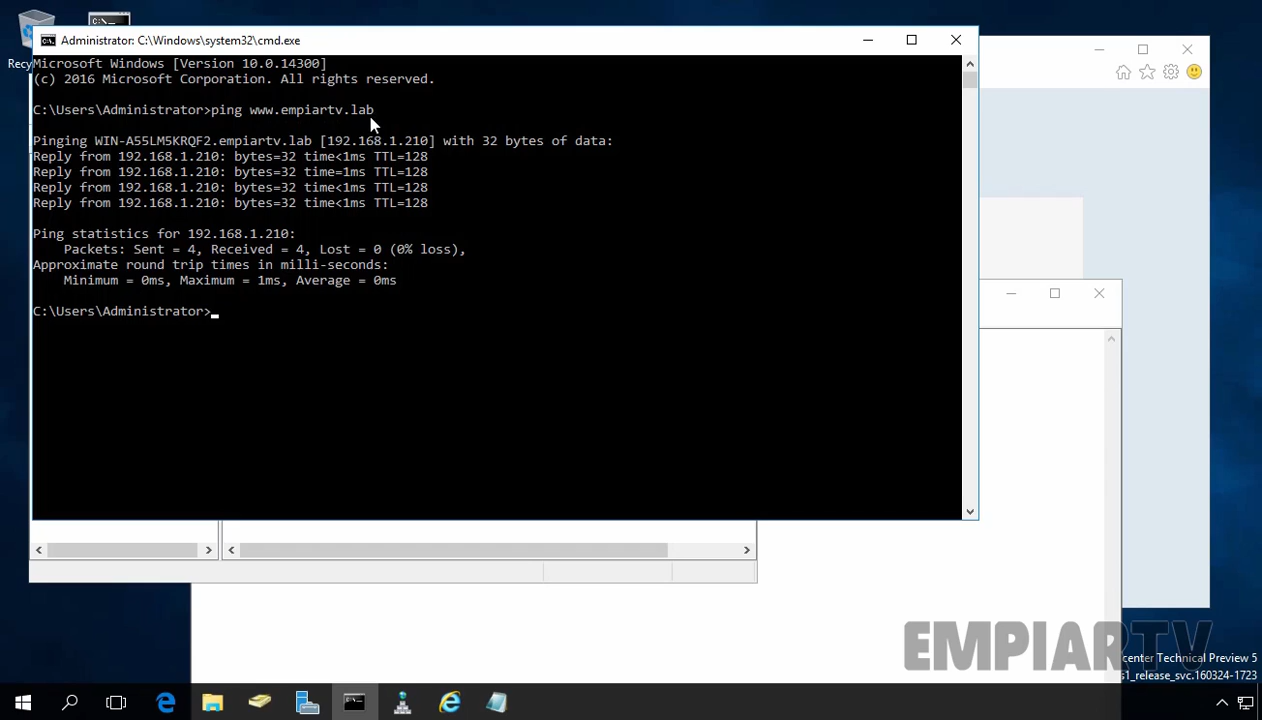 Recy
Administrator: C:\Windows\system32\cmd.exe
Microsoft Windows [Version 10.0.14300]
(c) 2016 Microsoft Corporation. All rights reserved.
C:\Users\Administrator>ping www.empiartv.lab
Pinging WIN-A55LM5KRQF2.empiartv.lab [192.168.1.210] with 32 bytes of data:
Reply from 192.168.1.210: bytes=32 time<1ms TTL=128
Reply from 192.168.1.210: bytes=32 time=1ms TTL=128
Reply from 192.168.1.210: bytes=32 time<1ms TTL=128
Reply from 192.168.1.210: bytes=32 time<1ms TTL=128
Ping statistics for 192.168.1.210:
Packets: Sent = 4, Received = 4, Lost = 0 (0% loss),
Approximate round trip times in milli-seconds:
Minimum = 0ms, Maximum = 1ms, Average = 0ms
C:\Users\Administrator>
EMPIARTV
center Technical Preview 5
s1_release_svc.160324-1723